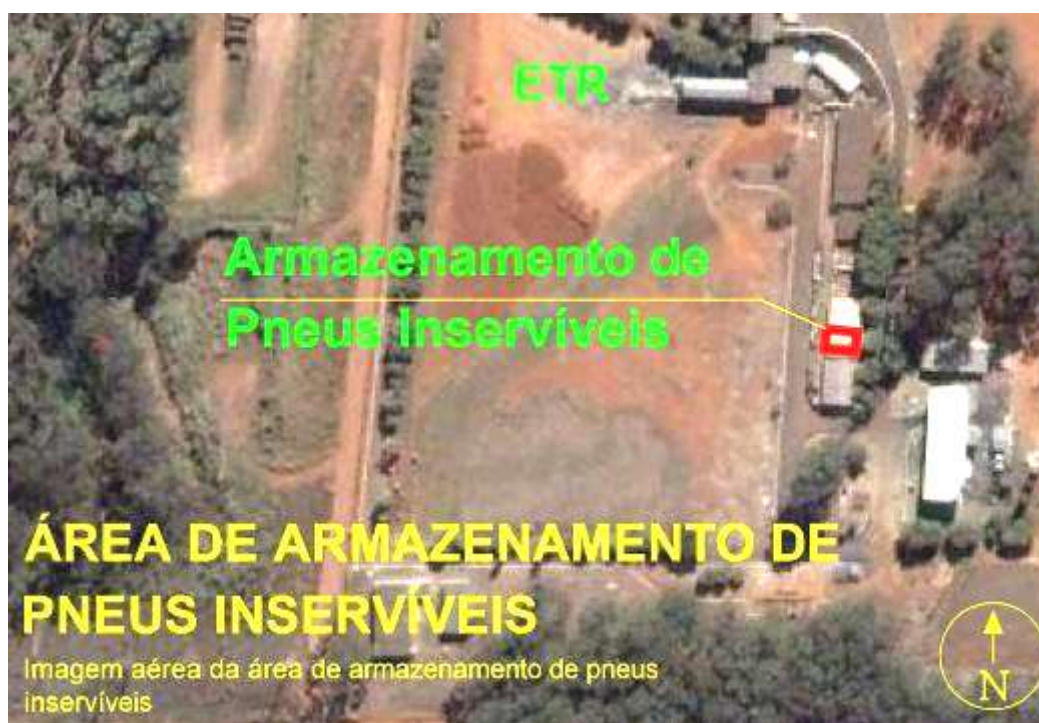 ETR
Armazenamento de
Pneus Inservíveis
ÁREA DE ARMAZENAMENTO DE
PNEUS INSERVÍVEIS
Imagem aérea da área de armazenamento de pneus
inservíveis
N